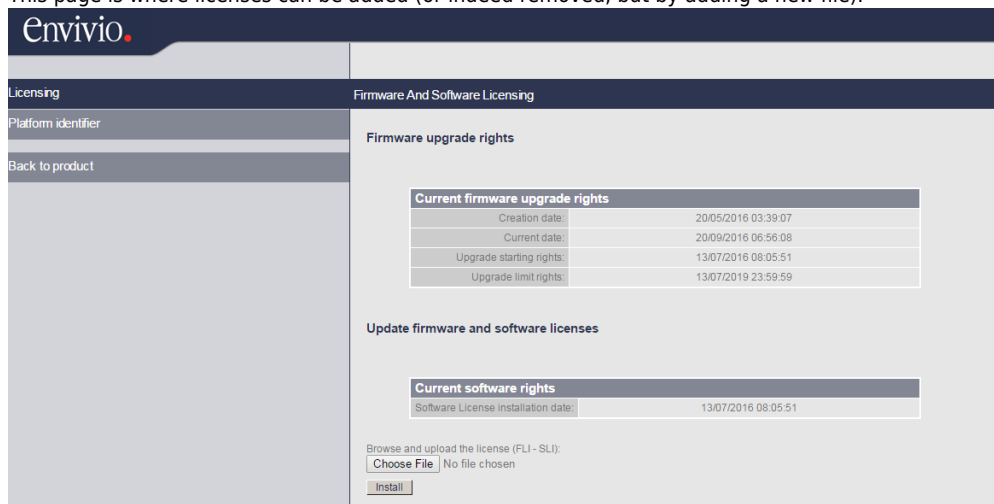 This page is where licenses can be added (or indeed removed, but by adding a new file).
envivio.
Licensing
Firmware And Software Licensing
Platform identifier
Back to product
Firmware upgrade rights
Current firmware upgrade rights
Creation date: 20/05/2016 03:39:07
Current date: 20/09/2016 06:56:08
Upgrade starting rights: 13/07/2016 08:05:51
Upgrade limit rights: 13/07/2019 23:59:59
Update firmware and software licenses
Current software rights
Software License installation date: 13/07/2016 08:05:51
Browse and upload the license (FLI - SLI):
Choose File No file chosen
Install